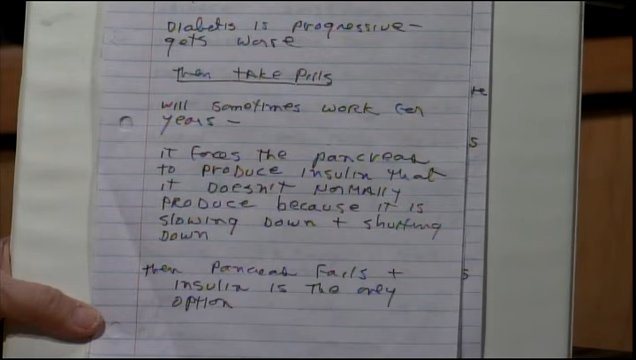 Diabetis is progressive -
gets worse
then take Pills
will sometimes work for
years -
it forces the pancreas
to produce insulin that
it Doesn't Normally
produce because it is
slowing down + shutting
Down
then Pancreas Fails +
insulin is the only
option
te
s
s